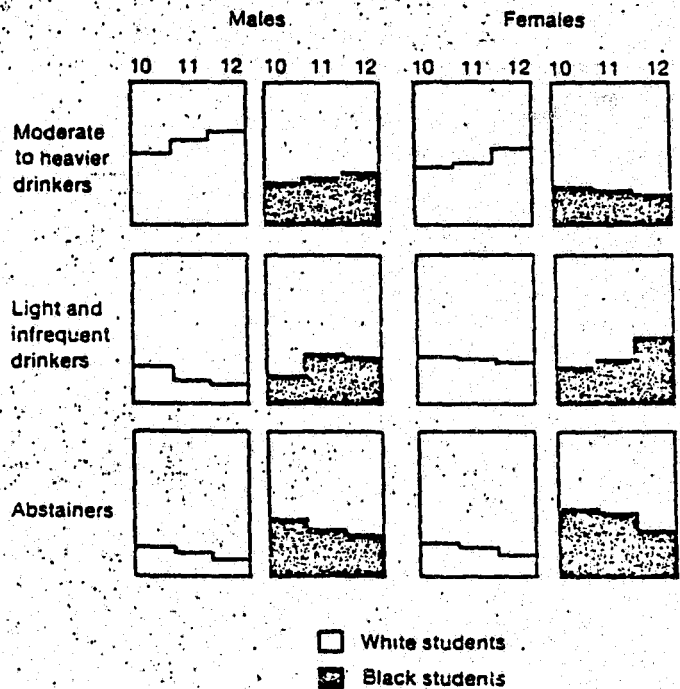 Males Females
10 11 12 10 11 12 10 11 12 10 11 12
Moderate
to heavier
drinkers
Light and
infrequent
drinkers
Abstainers
White students
Black students